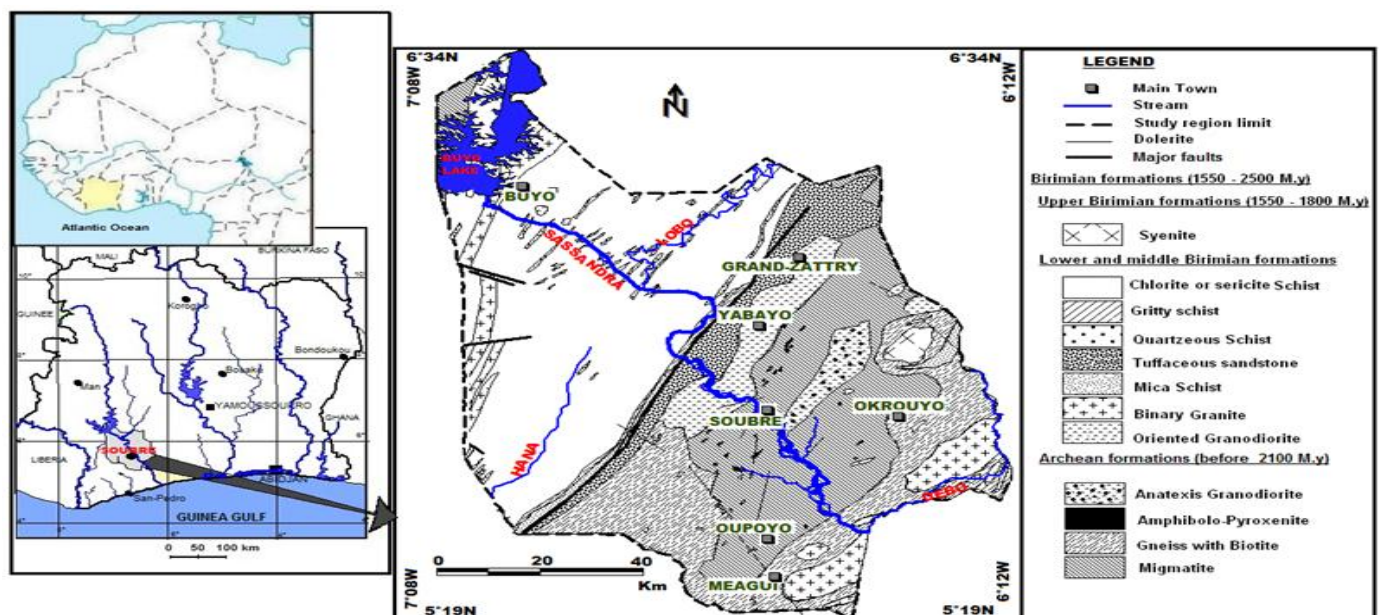 Atlantic Ocean
BURKINA FASO
MALI
GUINEE
Korogho
Bondoukou
Man
Bouaké
YAMOUSSOUKRO
GHANA
LIBERIA
SOUBRE
ABIDJAN
San-Pedro
GUINEA GULF
0 50 100 km
6°34N
6°34N
7°08W
6°12W
N
BUYO
LAKE
BUYO
SASSANDRA
LOBO
GRAND-ZATTRY
YABAYO
SOUBRE
OKROUYO
HANA
DEBO
OUPOYO
MEAGUI
0 20 40
Km
7°08W
6°12W
5°19N
5°19N
LEGEND
Main Town
Stream
Study region limit
Dolerite
Major faults
Birimian formations (1550 - 2500 M.y)
Upper Birimian formations (1550 - 1800 M.y)
Syenite
Lower and middle Birimian formations
Chlorite or sericite Schist
Gritty schist
Quartzeous Schist
Tuffaceous sandstone
Mica Schist
Binary Granite
Oriented Granodiorite
Archean formations (before 2100 M.y)
Anatexis Granodiorite
Amphibolo-Pyroxenite
Gneiss with Biotite
Migmatite